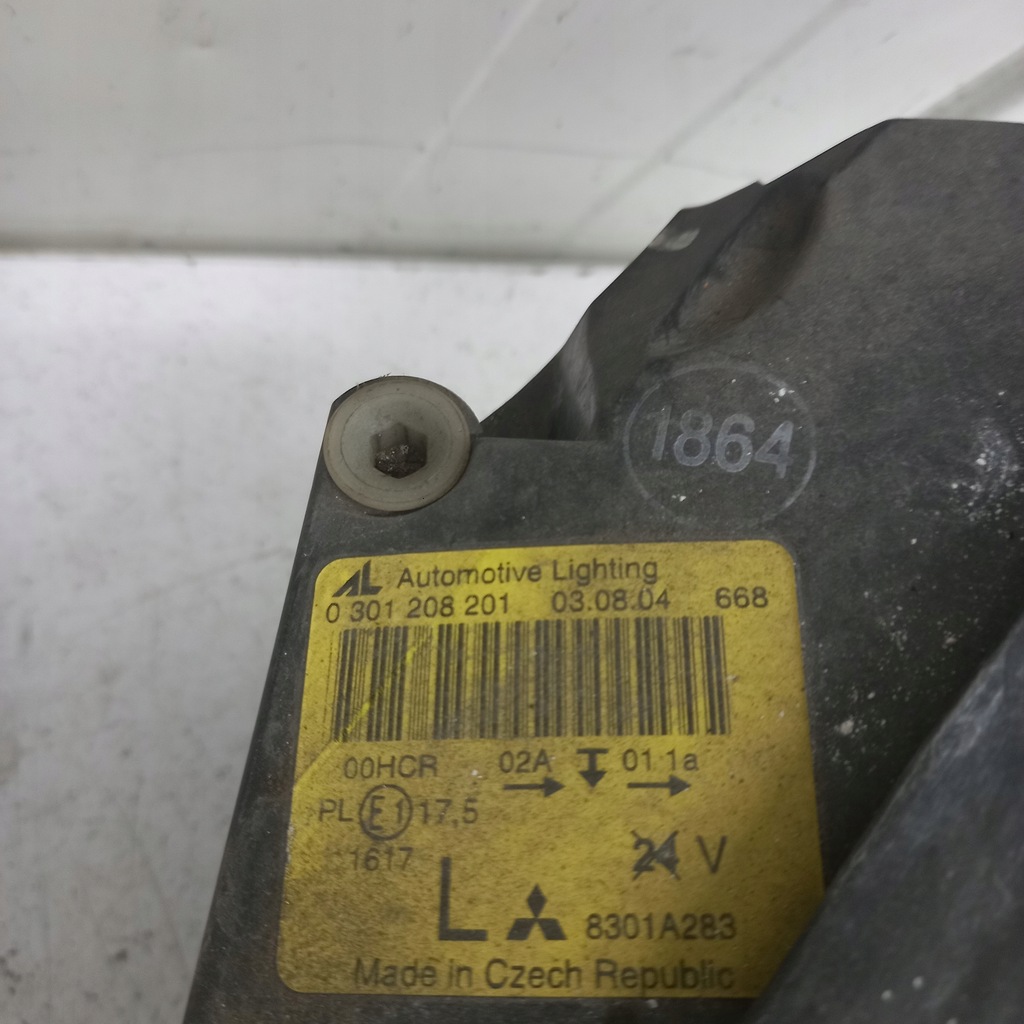 1864
AL Automotive Lighting
0 301 208 201 03.08.04 668
00HCR 02A 01 1a
PL E1 17,5
1617
24 V
L 8301A283
Made in Czech Republic